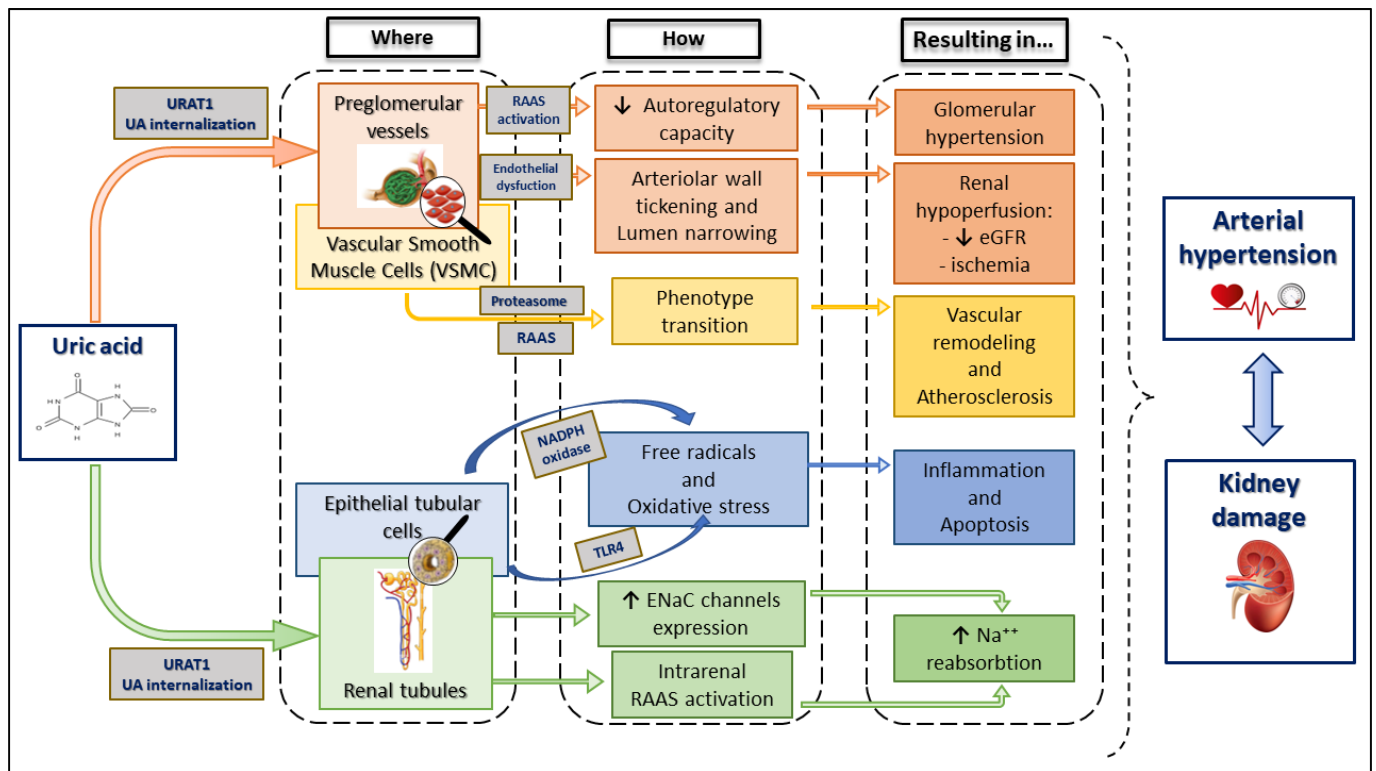 Where
How
Resulting in...
URAT1
UA internalization
Preglomerular
vessels
RAAS
activation
↓ Autoregulatory
capacity
Glomerular
hypertension
Endothelial
dysfuction
Arteriolar wall
tickening and
Lumen narrowing
Renal
hypoperfusion:
- ↓ eGFR
- ischemia
Vascular Smooth
Muscle Cells (VSMC)
Proteasome
RAAS
Phenotype
transition
Vascular
remodeling
and
Atherosclerosis
Uric acid
O
H
N
HN
O
O
N
H
N
H
NADPH
oxidase
Free radicals
and
Oxidative stress
Inflammation
and
Apoptosis
Epithelial tubular
cells
TLR4
Renal tubules
URAT1
UA internalization
↑ ENaC channels
expression
Intrarenal
RAAS activation
↑ Na⁺⁺
reabsorbtion
Arterial
hypertension
Kidney
damage